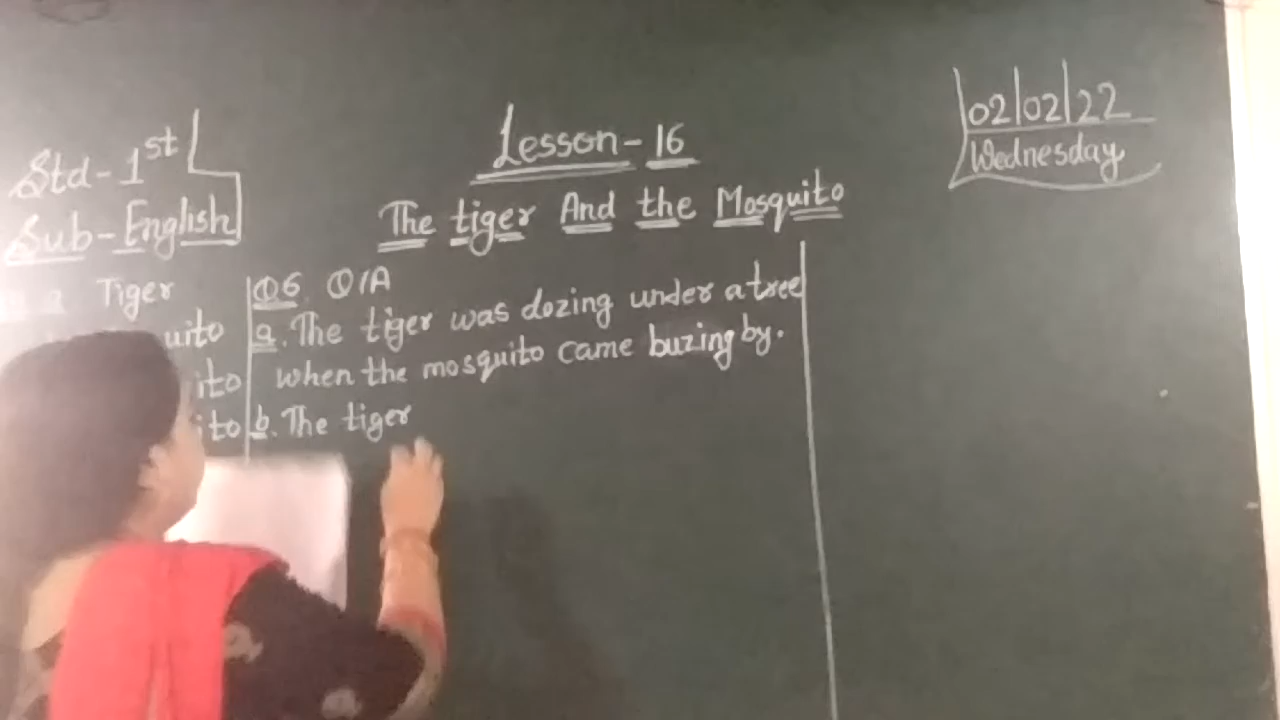 Std-1st
Sub-English
Lesson-16
The tiger And the Mosquito
02/02/22
Wednesday
a Tiger
uito
ito
ito
Q6. Q/A
a. The tiger was dozing under a tree
when the mosquito came buzing by.
b. The tiger